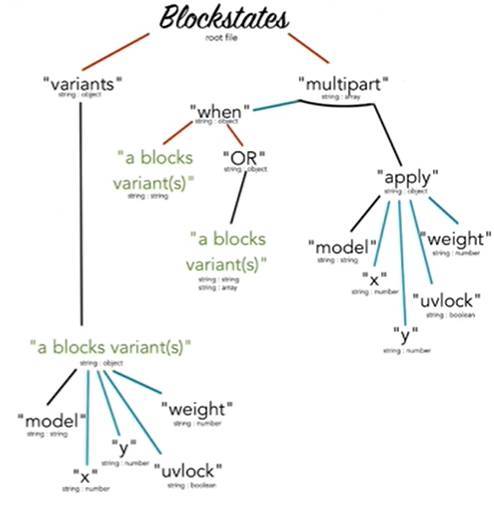 Blockstates
root file
"variants"
string : object
"multipart"
string : array
"when"
string : object
"a blocks
variant(s)"
string : string
"OR"
string : object
"a blocks
variant(s)"
string : string
string : array
"apply"
string : object
"model"
string : string
"x"
string : number
"y"
string : number
"uvlock"
string : boolean
"weight"
string : number
"a blocks variant(s)"
string : object
"model"
string : string
"x"
string : number
"y"
string : number
"uvlock"
string : boolean
"weight"
string : number